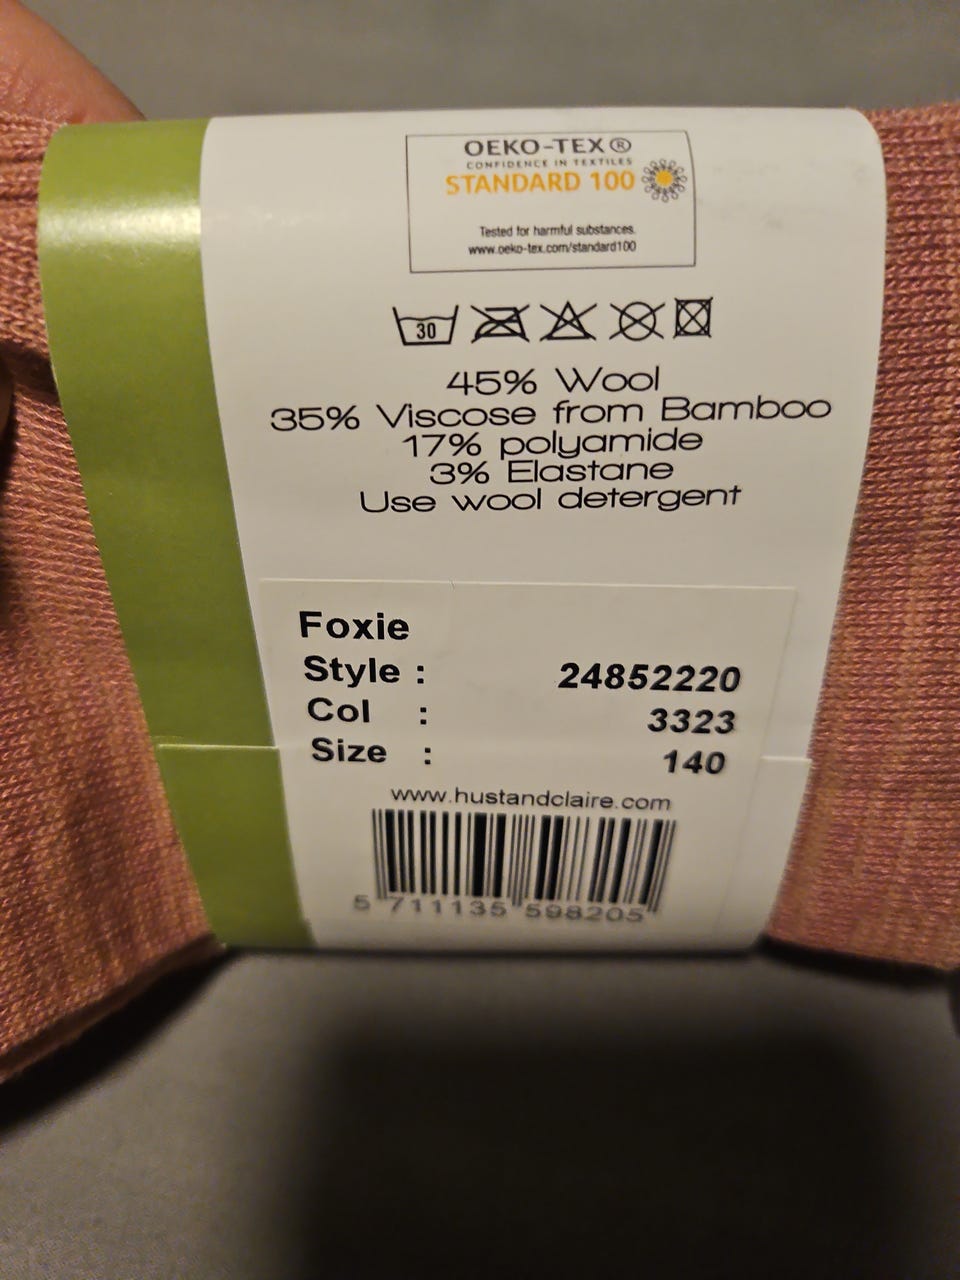 OEKO-TEX®
CONFIDENCE IN TEXTILES
STANDARD 100
Tested for harmful substances.
www.oeko-tex.com/standard100
30
45% Wool
35% Viscose from Bamboo
17% polyamide
3% Elastane
Use wool detergent
Foxie
Style : 24852220
Col : 3323
Size : 140
www.hustandclaire.com
5 711135 598205